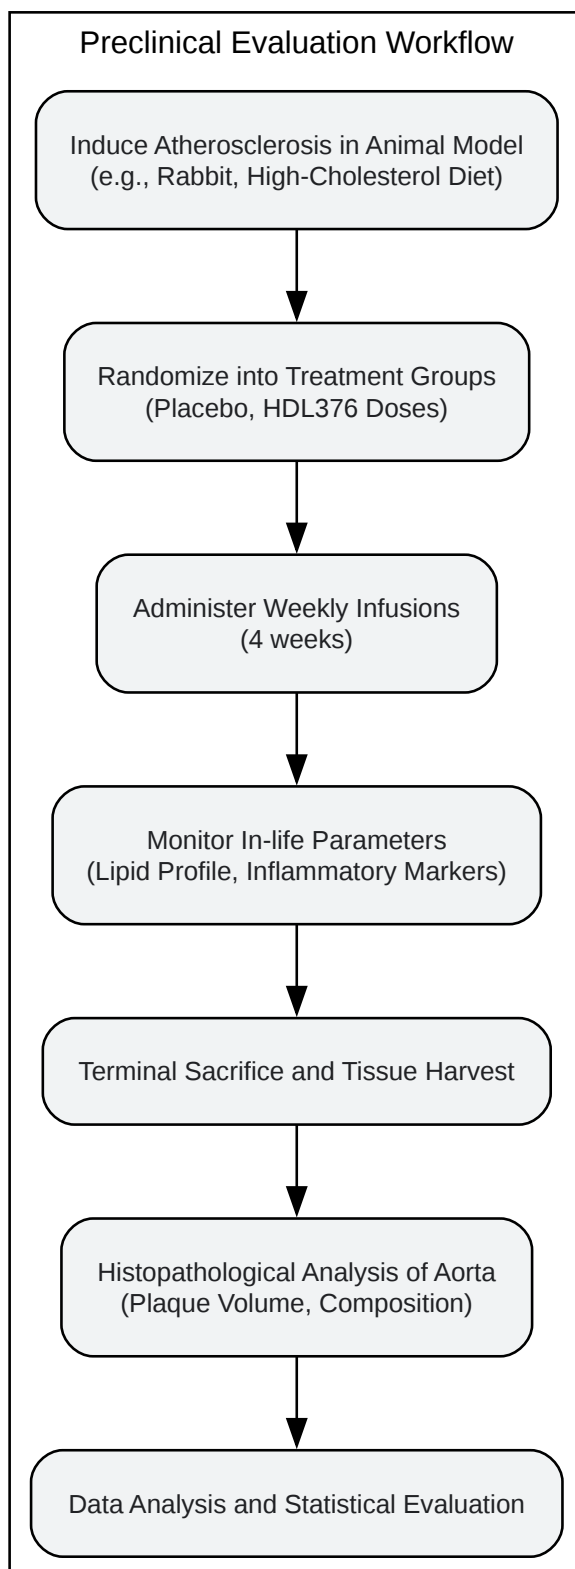 Preclinical Evaluation Workflow
Induce Atherosclerosis in Animal Model
(e.g., Rabbit, High-Cholesterol Diet)
Randomize into Treatment Groups
(Placebo, HDL376 Doses)
Administer Weekly Infusions
(4 weeks)
Monitor In-life Parameters
(Lipid Profile, Inflammatory Markers)
Terminal Sacrifice and Tissue Harvest
Histopathological Analysis of Aorta
(Plaque Volume, Composition)
Data Analysis and Statistical Evaluation